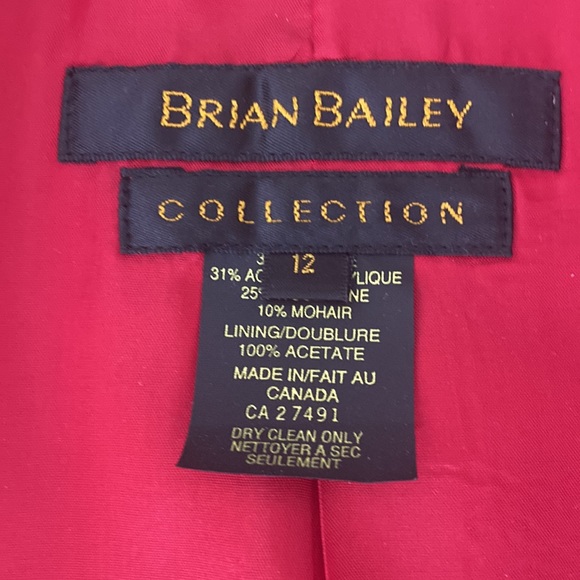 BRIAN BAILEY
COLLECTION
12
31%
25%
10% MOHAIR
LINING/DOUBLURE
100% ACETATE
MADE IN/FAIT AU
CANADA
CA 27491
DRY CLEAN ONLY
NETTOYER A SEC
SEULEMENT